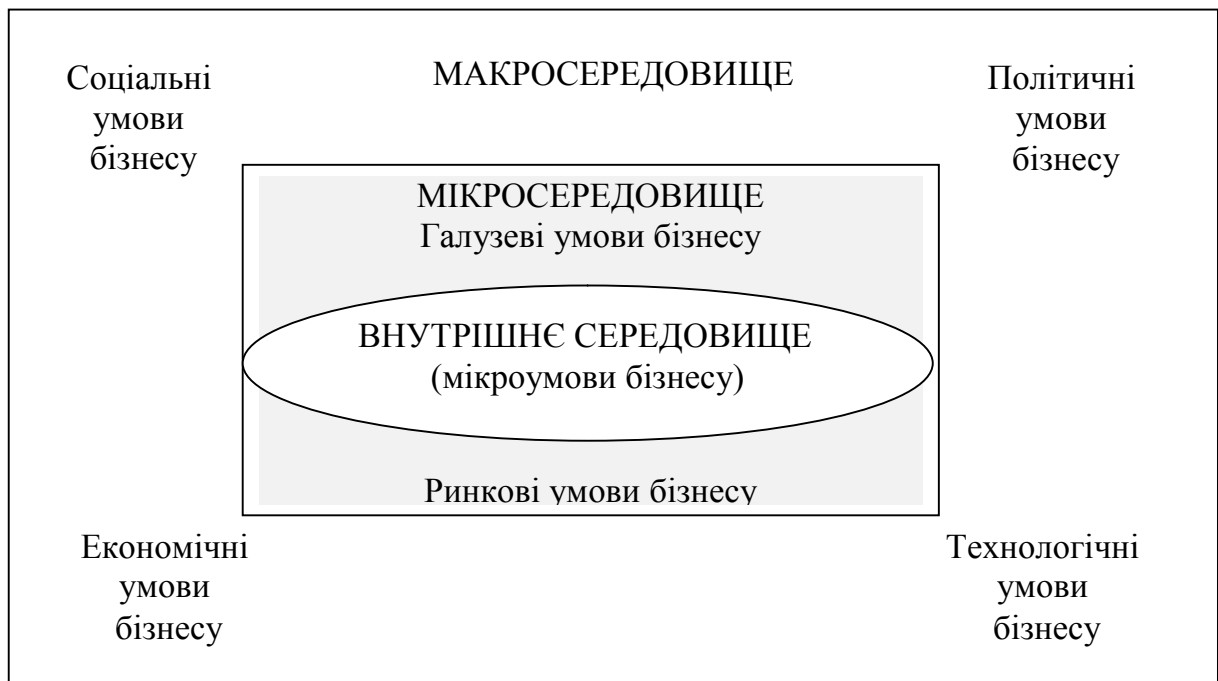 Соціальні
умови
бізнесу
МАКРОСЕРЕДОВИЩЕ
Політичні
умови
бізнесу
МІКРОСЕРЕДОВИЩЕ
Галузеві умови бізнесу
ВНУТРІШНЄ СЕРЕДОВИЩЕ
(мікроумови бізнесу)
Ринкові умови бізнесу
Економічні
умови
бізнесу
Технологічні
умови
бізнесу